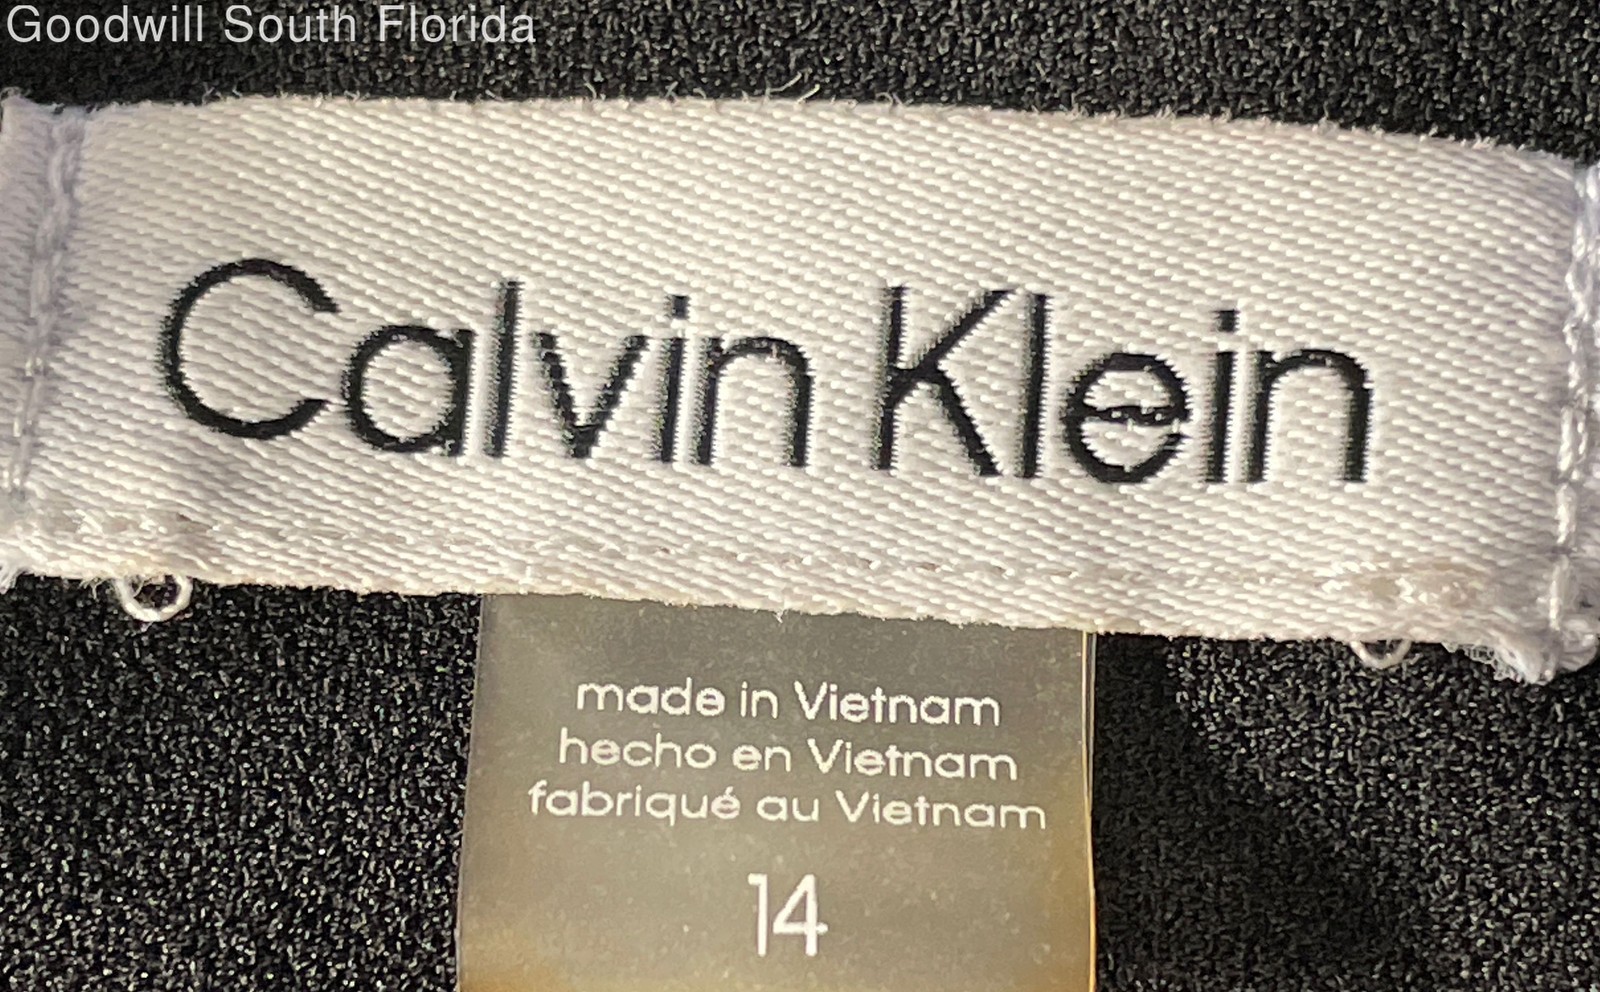 Goodwill South Florida
Calvin Klein
made in Vietnam
hecho en Vietnam
fabriqué au Vietnam
14